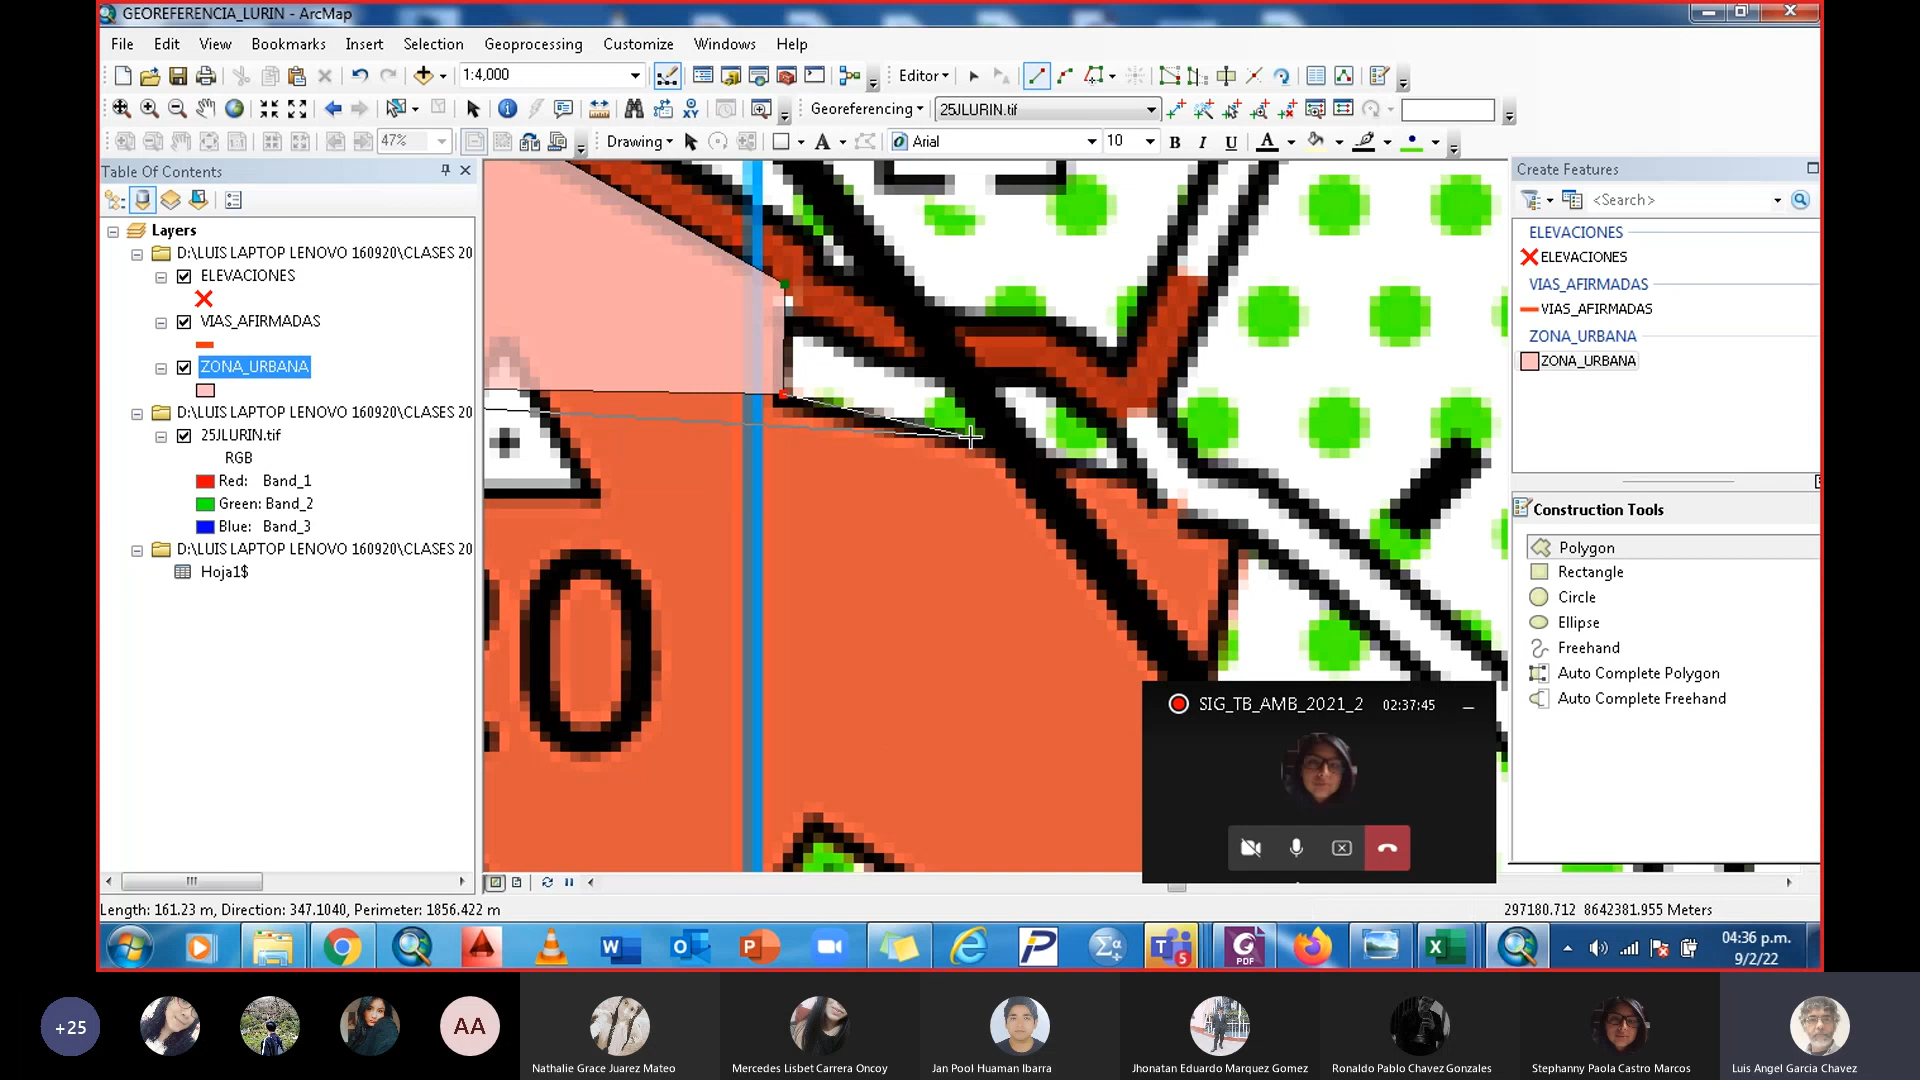 GEOREFERENCIA_LURIN - ArcMap
File Edit View Bookmarks Insert Selection Geoprocessing Customize Windows Help
1:4,000 Editor
Georeferencing 25JLURIN.tif
47% Drawing A Arial 10 B I U A
Table Of Contents
Layers
D:\LUIS LAPTOP LENOVO 160920\CLASES 20
ELEVACIONES
VIAS_AFIRMADAS
ZONA_URBANA
D:\LUIS LAPTOP LENOVO 160920\CLASES 20
25JLURIN.tif
RGB
Red: Band_1
Green: Band_2
Blue: Band_3
D:\LUIS LAPTOP LENOVO 160920\CLASES 20
Hoja1$
0
Create Features
<Search>
ELEVACIONES
ELEVACIONES
VIAS_AFIRMADAS
VIAS_AFIRMADAS
ZONA_URBANA
ZONA_URBANA
Construction Tools
Polygon
Rectangle
Circle
Ellipse
Freehand
Auto Complete Polygon
Auto Complete Freehand
SIG_TB_AMB_2021_2 02:37:45
Length: 161.23 m, Direction: 347.1040, Perimeter: 1856.422 m
297180.712 8642381.955 Meters
5
PDF
04:36 p.m.
9/2/22
+25
AA
Nathalie Grace Juarez Mateo
Mercedes Lisbet Carrera Oncoy
Jan Pool Huaman Ibarra
Jhonatan Eduardo Marquez Gomez
Ronaldo Pablo Chavez Gonzales
Stephanny Paola Castro Marcos
Luis Angel Garcia Chavez